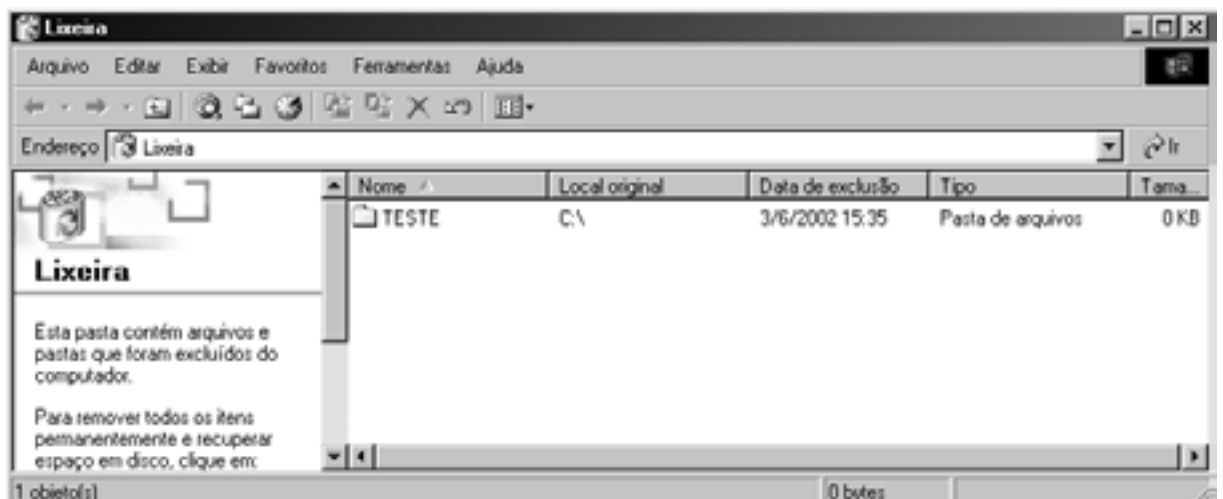 Lixeira
Arquivo Editar Exibir Favoritos Ferramentas Ajuda
Endereço Lixeira Ir
Nome Local original Data de exclusão Tipo Tama...
TESTE C:\ 3/6/2002 15:35 Pasta de arquivos 0 KB
Lixeira
Esta pasta contém arquivos e
pastas que foram excluídos do
computador.
Para remover todos os itens
permanentemente e recuperar
espaço em disco, clique em:
1 objeto(s) 0 bytes